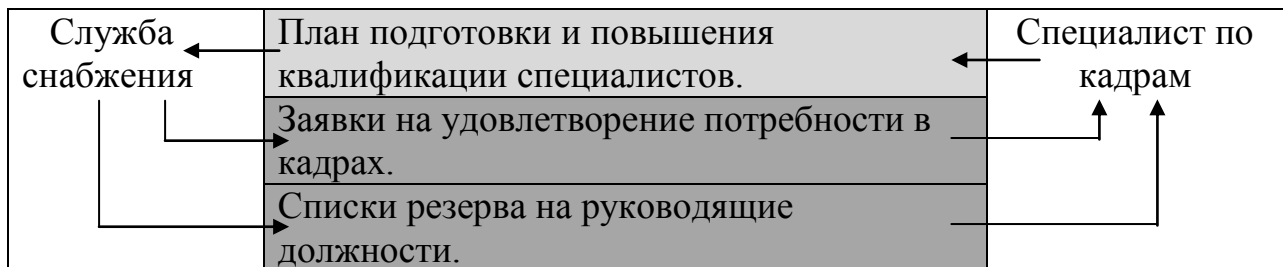 Служба
снабжения
План подготовки и повышения
квалификации специалистов.
Заявки на удовлетворение потребности в
кадрах.
Списки резерва на руководящие
должности.
Специалист по
кадрам